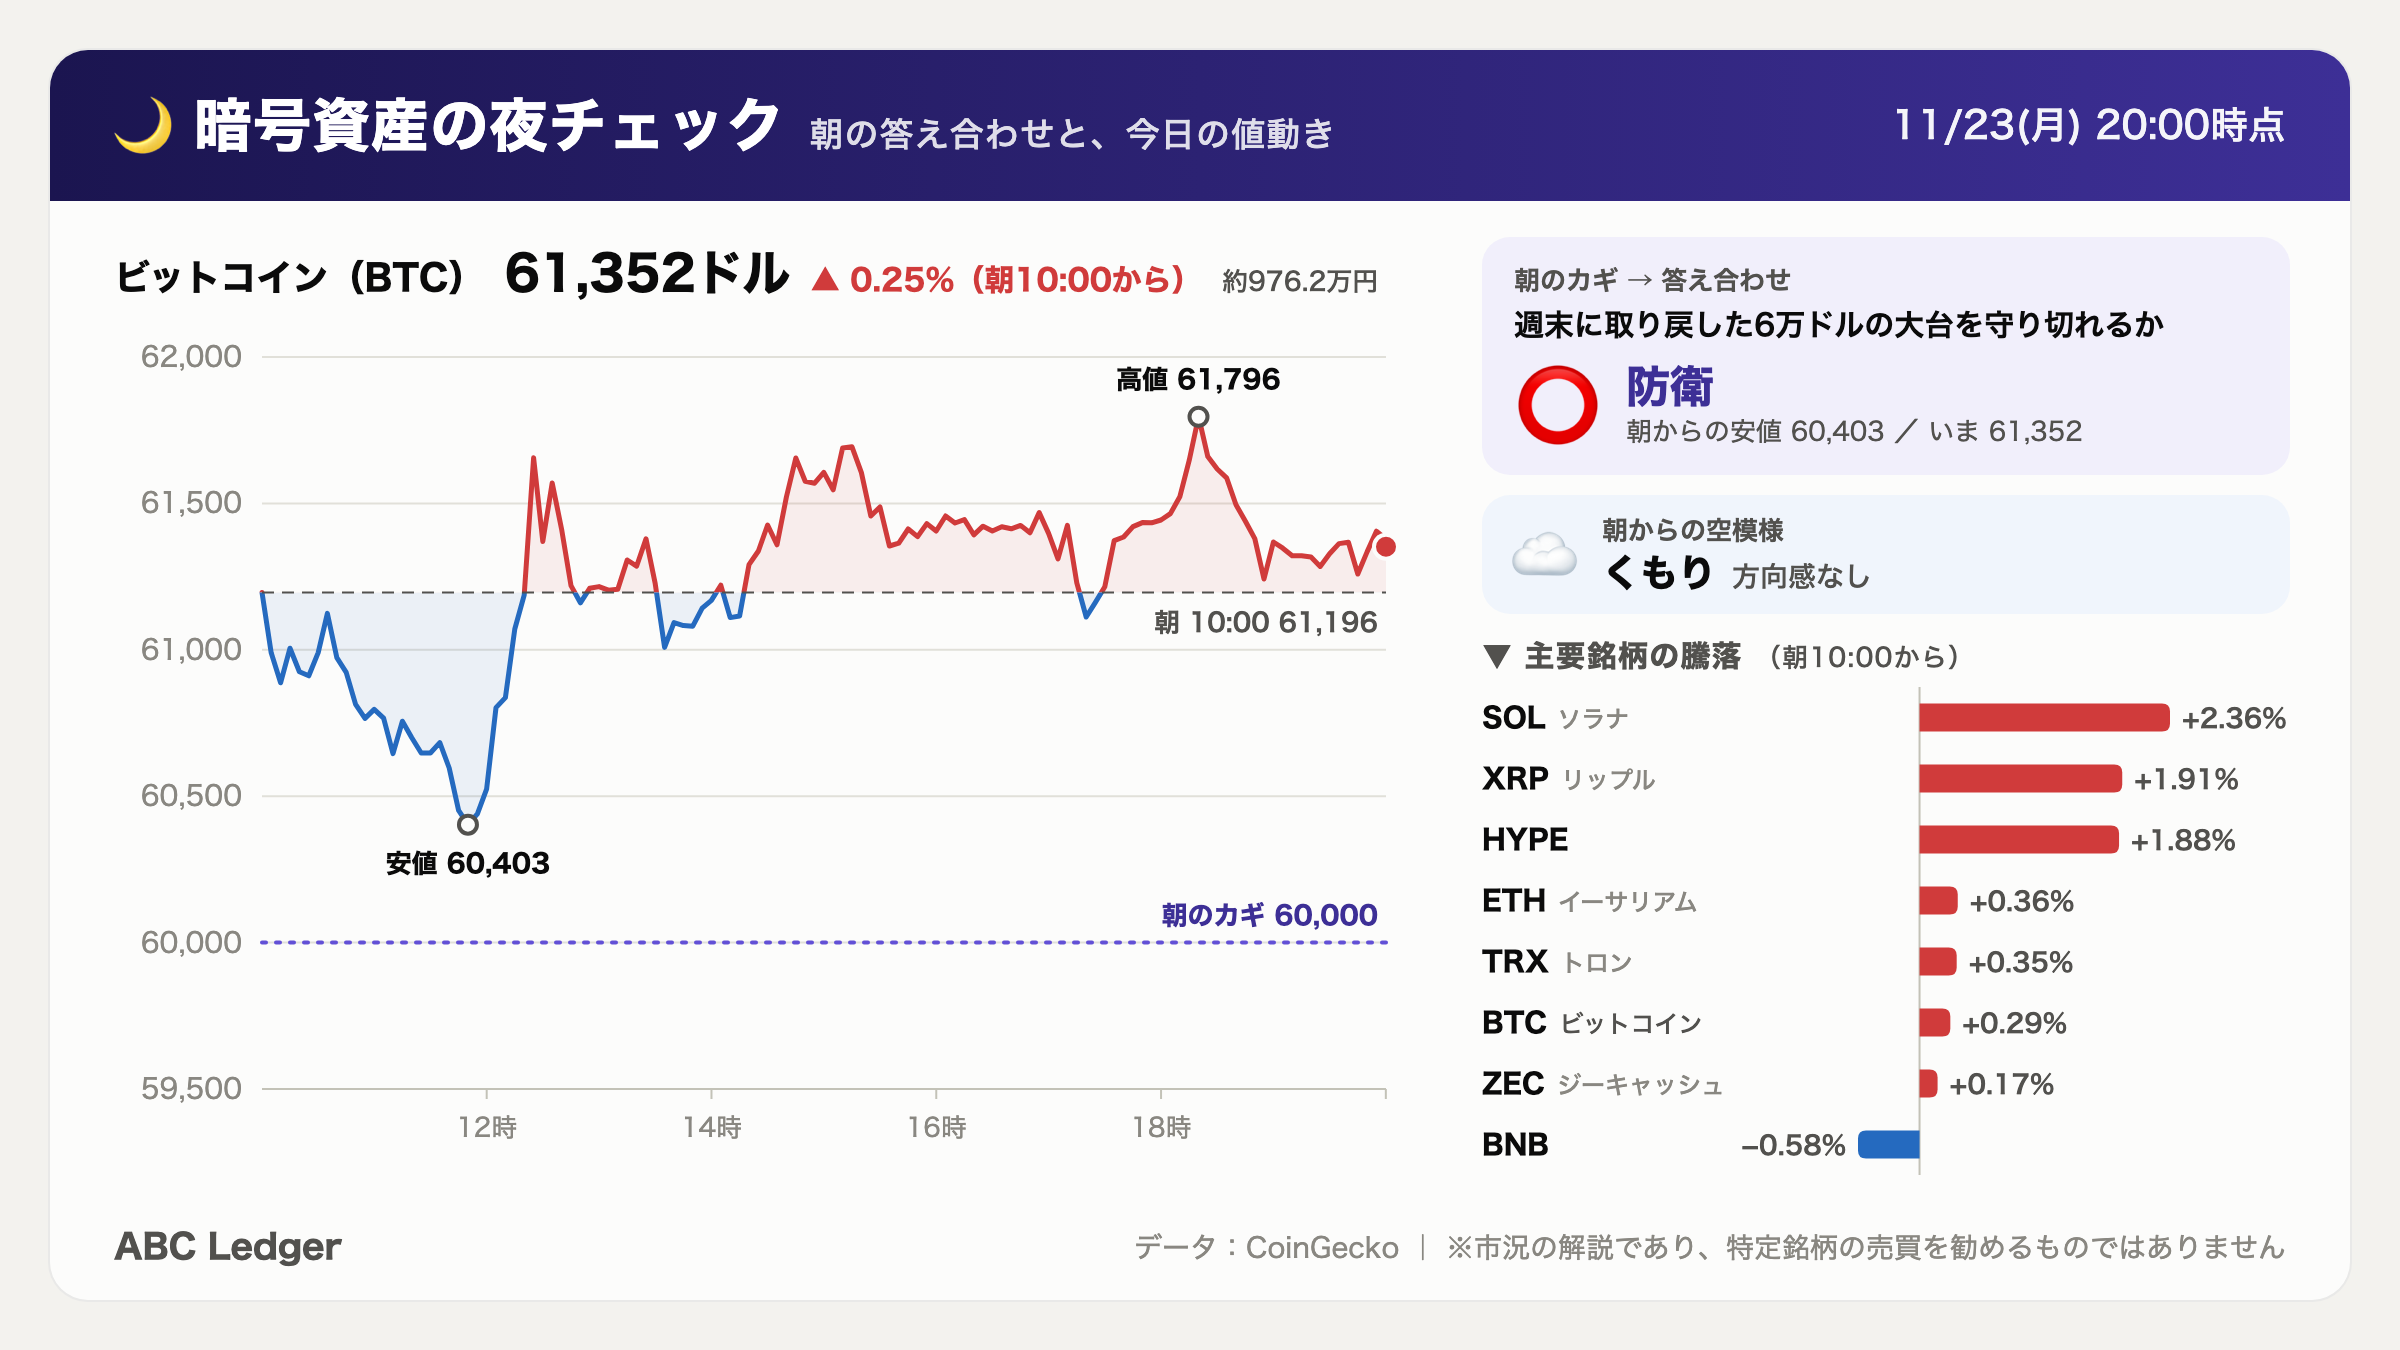 暗号資産の夜チェック 朝の答え合わせと、今日の値動き
11/23(月) 20:00時点
ビットコイン（BTC） 61,352ドル ▲ 0.25%（朝10:00から） 約976.2万円
62,000
61,500
61,000
60,500
60,000
59,500
高値 61,796
朝 10:00 61,196
安値 60,403
朝のカギ 60,000
12時
14時
16時
18時
朝のカギ → 答え合わせ
週末に取り戻した6万ドルの大台を守り切れるか
防衛
朝からの安値 60,403 ／ いま 61,352
朝からの空模様
くもり 方向感なし
▼ 主要銘柄の騰落 （朝10:00から）
SOL ソラナ +2.36%
XRP リップル +1.91%
HYPE +1.88%
ETH イーサリアム +0.36%
TRX トロン +0.35%
BTC ビットコイン +0.29%
ZEC ジーキャッシュ +0.17%
BNB −0.58%
ABC Ledger
データ：CoinGecko ｜ ※市況の解説であり、特定銘柄の売買を勧めるものではありません